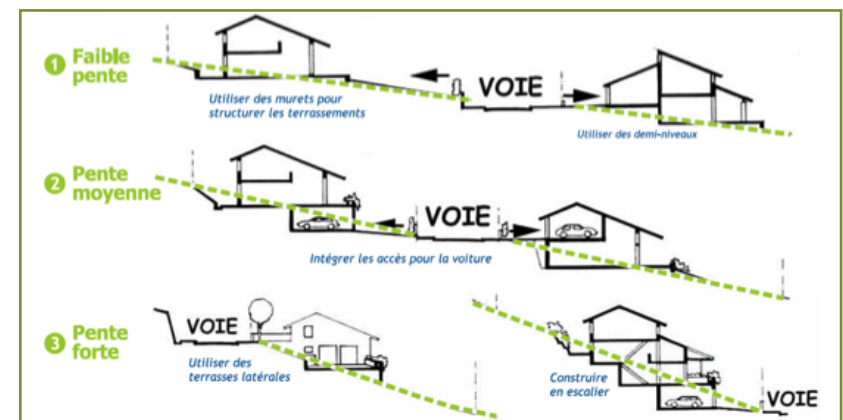 1 Faible
pente
VOIE
Utiliser des murets pour
structurer les terrassements
Utiliser des demi-niveaux
2 Pente
moyenne
VOIE
Intégrer les accès pour la voiture
3 Pente
forte
VOIE
Utiliser des
terrasses latérales
Construire
en escalier
VOIE